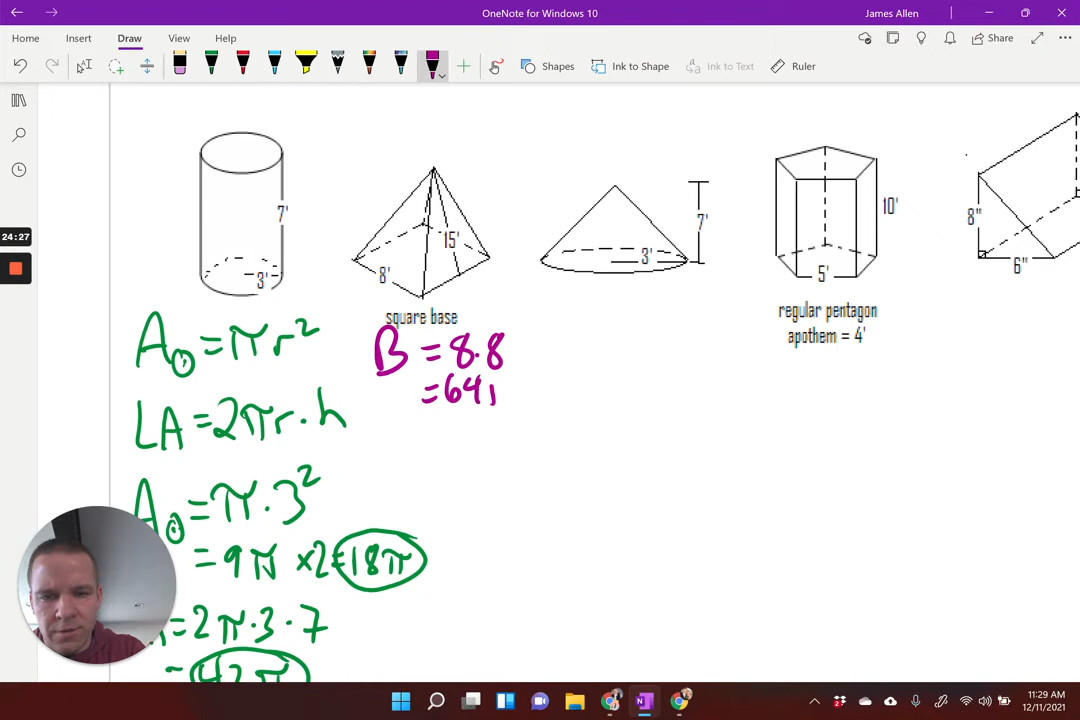 OneNote for Windows 10
James Allen
Home Insert Draw View Help
Share
Shapes Ink to Shape Ink to Text Ruler
24:27
7'
3'
15'
8'
square base
7'
3'
10'
5'
regular pentagon
apothem = 4'
8"
6"
A⊙ = πr²
LA = 2πr · h
A⊙ = π · 3²
= 9π ×2 = 18π
= 2π · 3 · 7
= 42π
B = 8 · 8
= 64
11:29 AM
12/11/2021